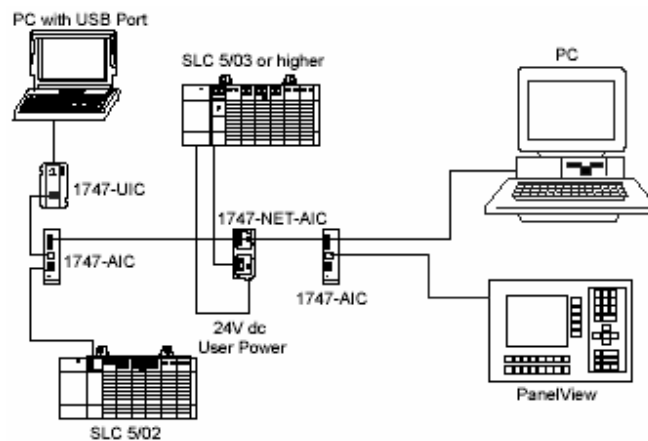 PC with USB Port
SLC 5/03 or higher
PC
1747-UIC
1747-NET-AIC
1747-AIC
1747-AIC
24V dc
User Power
PanelView
SLC 5/02